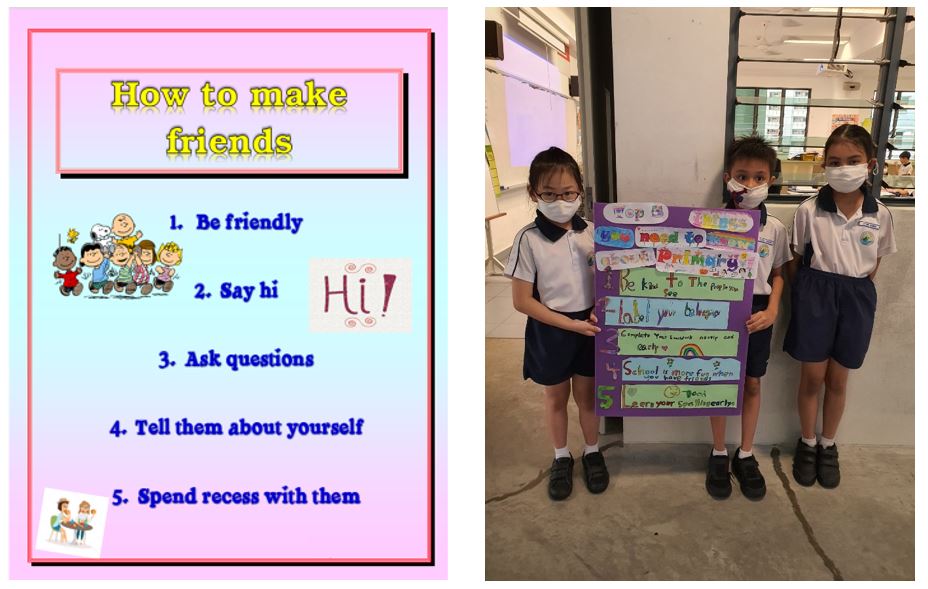 How to make
friends
1. Be friendly
2. Say hi
Hi!
3. Ask questions
4. Tell them about yourself
5. Spend recess with them
Top 5 Things
you need to know
about Primary 1
1 Be kind To The People you
see
2 Label your
3 Complete Your homework neatly and
early
4 School is more fun when
you have friends
5 Learn your Spelling early